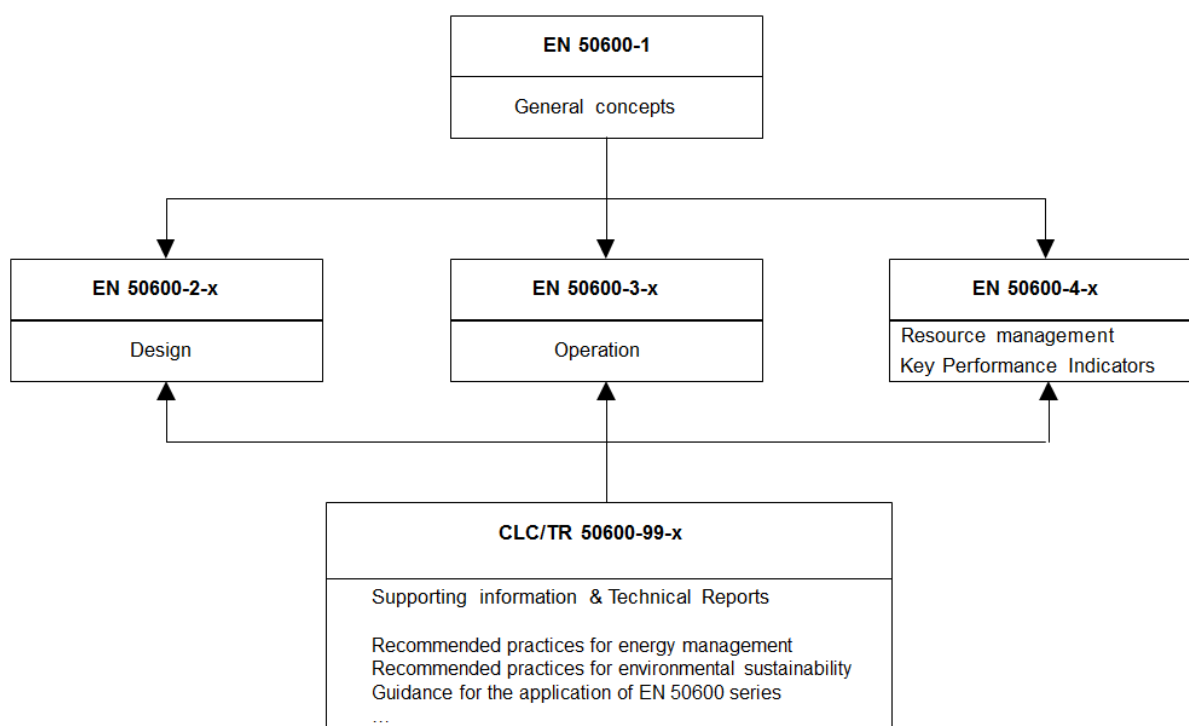 EN 50600-1
General concepts
EN 50600-2-x
Design
EN 50600-3-x
Operation
EN 50600-4-x
Resource management
Key Performance Indicators
CLC/TR 50600-99-x
Supporting information & Technical Reports
Recommended practices for energy management
Recommended practices for environmental sustainability
Guidance for the application of EN 50600 series
...